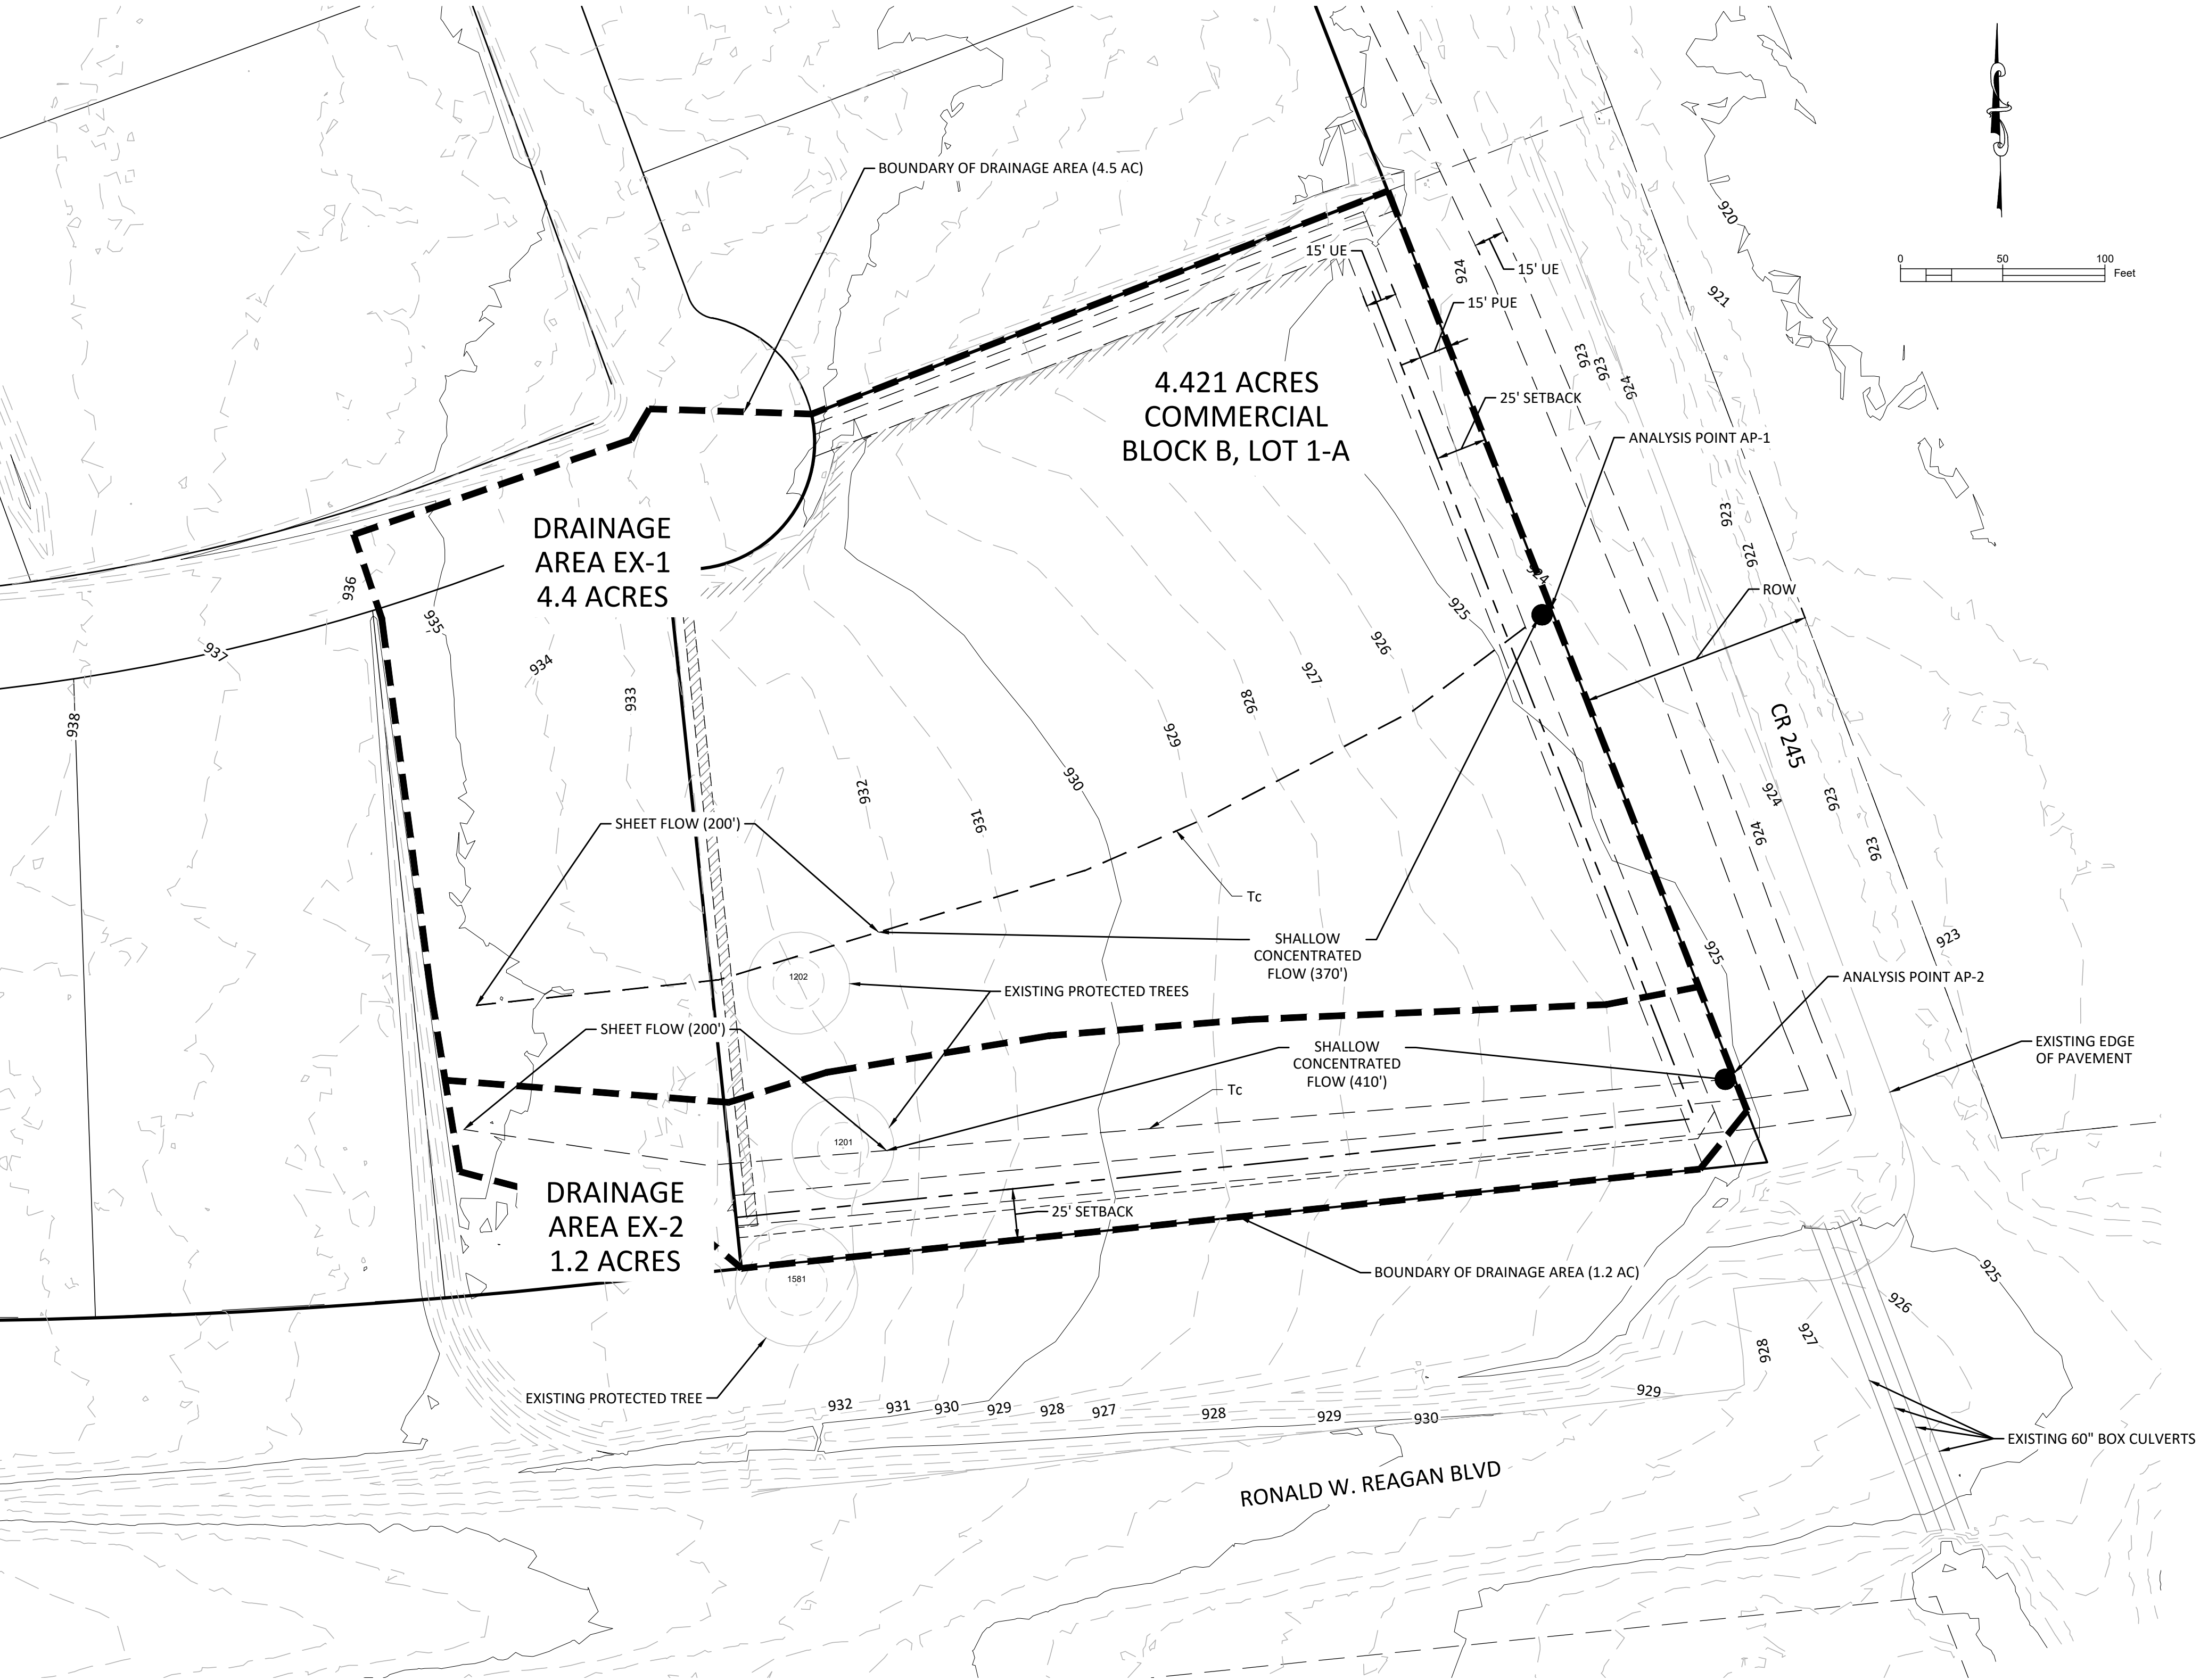 BOUNDARY OF DRAINAGE AREA (4.5 AC)
920
15' UE
924
15' UE
0
50
100
Feet
921
15' PUE
923
923
924
4.421 ACRES
COMMERCIAL
BLOCK B, LOT 1-A
25' SETBACK
ANALYSIS POINT AP-1
DRAINAGE
AREA EX-1
4.4 ACRES
923
922
924
936
935
925
ROW
937
934
933
926
927
928
929
938
CR 245
930
932
931
924
923
924
923
SHEET FLOW (200')
Tc
SHALLOW
CONCENTRATED
FLOW (370')
925
923
1202
EXISTING PROTECTED TREES
ANALYSIS POINT AP-2
SHEET FLOW (200')
SHALLOW
CONCENTRATED
FLOW (410')
Tc
EXISTING EDGE
OF PAVEMENT
1201
DRAINAGE
AREA EX-2
1.2 ACRES
25' SETBACK
1581
BOUNDARY OF DRAINAGE AREA (1.2 AC)
925
926
927
928
EXISTING PROTECTED TREE
932
931
930
929
928
927
928
929
930
929
EXISTING 60" BOX CULVERTS
RONALD W. REAGAN BLVD